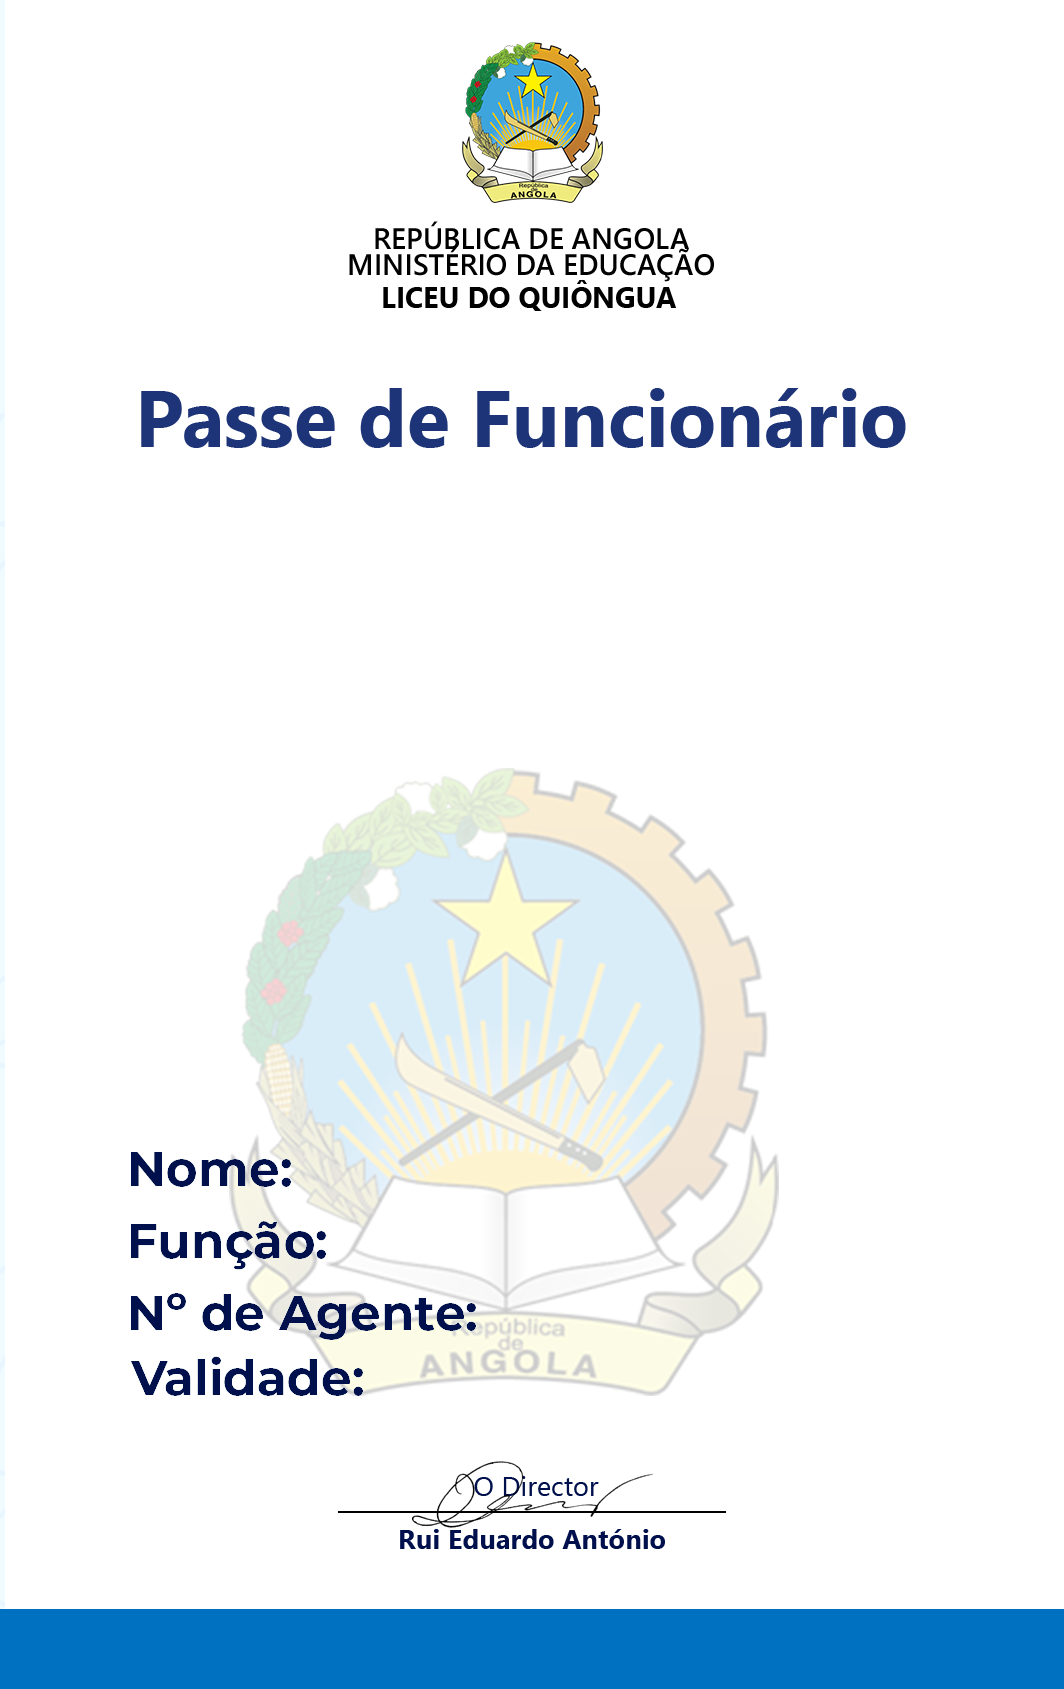 República
de
ANGOLA
REPÚBLICA DE ANGOLA
MINISTÉRIO DA EDUCAÇÃO
LICEU DO QUIÔNGUA
Passe de Funcionário
Nome:
Função:
Nº de Agente:
República
de
ANGOLA
Validade:
O Director
Rui Eduardo António